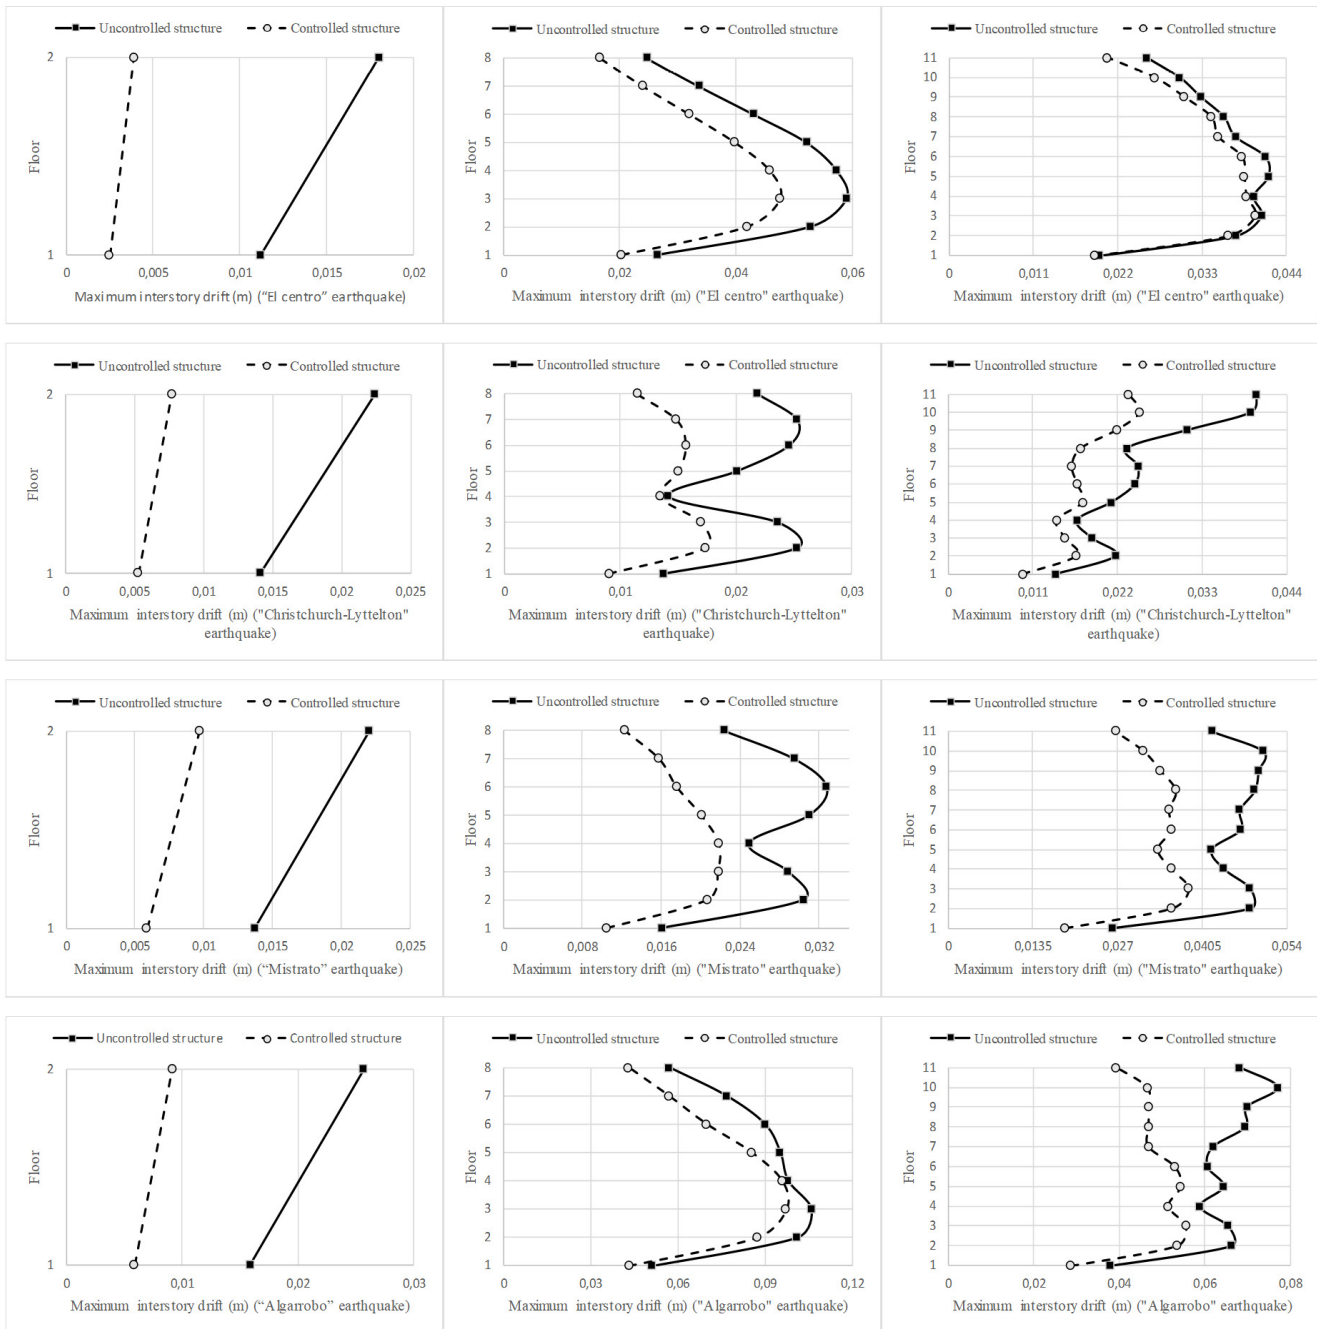 Uncontrolled structure Controlled structure
2
1
Floor
0 0,005 0,01 0,015 0,02
Maximum interstory drift (m) (“El centro” earthquake)
Uncontrolled structure Controlled structure
8
7
6
5
4
3
2
1
Floor
0 0,02 0,04 0,06
Maximum interstory drift (m) ("El centro" earthquake)
Uncontrolled structure Controlled structure
11
10
9
8
7
6
5
4
3
2
1
Floor
0 0,011 0,022 0,033 0,044
Maximum interstory drift (m) ("El centro" earthquake)
Uncontrolled structure Controlled structure
2
1
Floor
0 0,005 0,01 0,015 0,02 0,025
Maximum interstory drift (m) ("Christchurch-Lyttelton"
earthquake)
Uncontrolled structure Controlled structure
8
7
6
5
4
3
2
1
Floor
0 0,01 0,02 0,03
Maximum interstory drift (m) ("Christchurch-Lyttelton"
earthquake)
Uncontrolled structure Controlled structure
11
10
9
8
7
6
5
4
3
2
1
Floor
0 0,011 0,022 0,033 0,044
Maximum interstory drift (m) ("Christchurch-Lyttelton"
earthquake)
Uncontrolled structure Controlled structure
2
1
Floor
0 0,005 0,01 0,015 0,02 0,025
Maximum interstory drift (m) (“Mistrato” earthquake)
Uncontrolled structure Controlled structure
8
7
6
5
4
3
2
1
Floor
0 0,008 0,016 0,024 0,032
Maximum interstory drift (m) ("Mistrato" earthquake)
Uncontrolled structure Controlled structure
11
10
9
8
7
6
5
4
3
2
1
Floor
0 0,0135 0,027 0,0405 0,054
Maximum interstory drift (m) ("Mistrato" earthquake)
Uncontrolled structure Controlled structure
2
1
Floor
0 0,01 0,02 0,03
Maximum interstory drift (m) (“Algarrobo” earthquake)
Uncontrolled structure Controlled structure
8
7
6
5
4
3
2
1
Floor
0 0,03 0,06 0,09 0,12
Maximum interstory drift (m) ("Algarrobo" earthquake)
Uncontrolled structure Controlled structure
11
10
9
8
7
6
5
4
3
2
1
Floor
0 0,02 0,04 0,06 0,08
Maximum interstory drift (m) ("Algarrobo" earthquake)